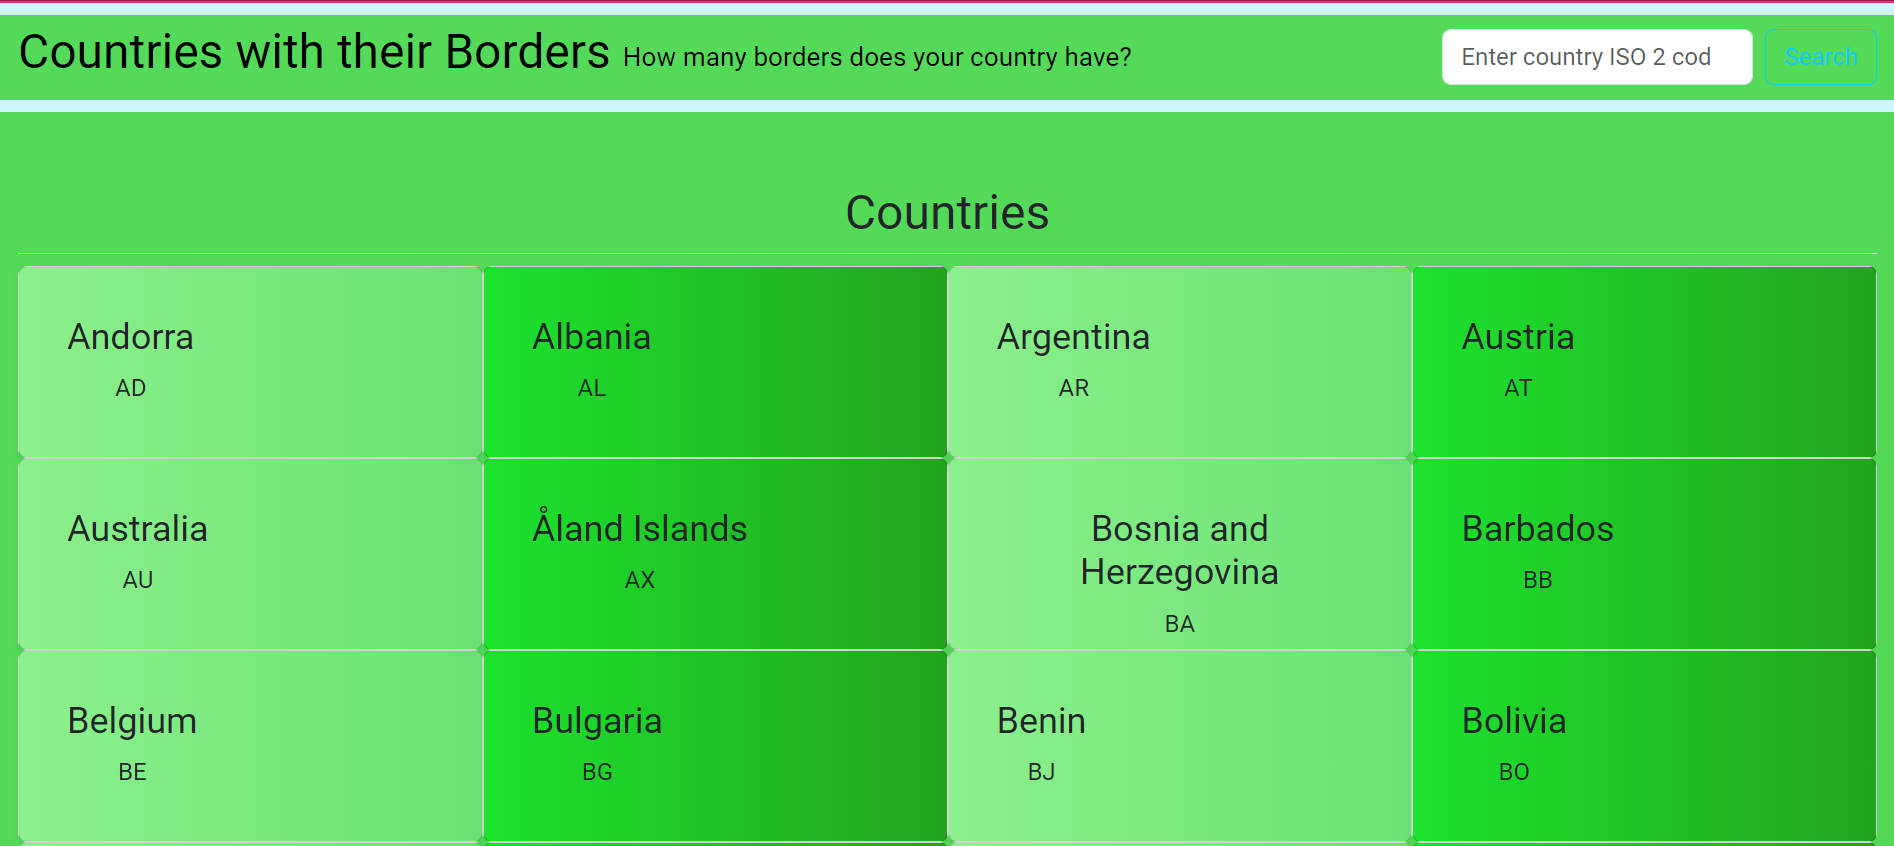 Countries with their Borders How many borders does your country have?
Enter country ISO 2 cod
Search
Countries
Andorra
AD
Albania
AL
Argentina
AR
Austria
AT
Australia
AU
Åland Islands
AX
Bosnia and
Herzegovina
BA
Barbados
BB
Belgium
BE
Bulgaria
BG
Benin
BJ
Bolivia
BO